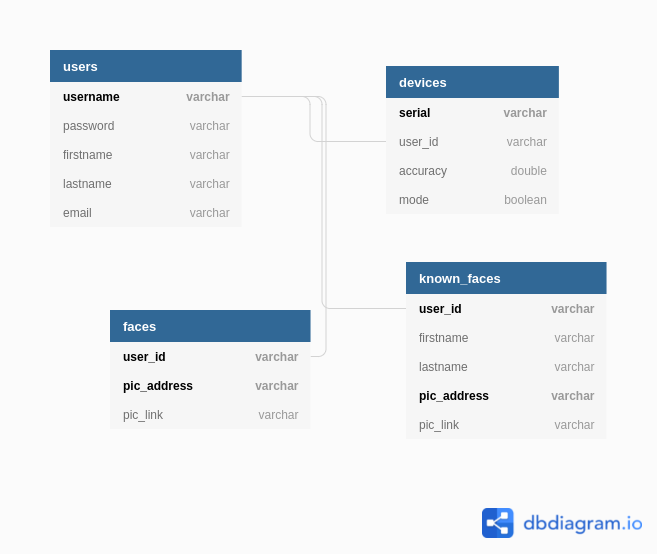 users
username varchar
password varchar
firstname varchar
lastname varchar
email varchar
devices
serial varchar
user_id varchar
accuracy double
mode boolean
faces
user_id varchar
pic_address varchar
pic_link varchar
known_faces
user_id varchar
firstname varchar
lastname varchar
pic_address varchar
pic_link varchar
dbdiagram.io